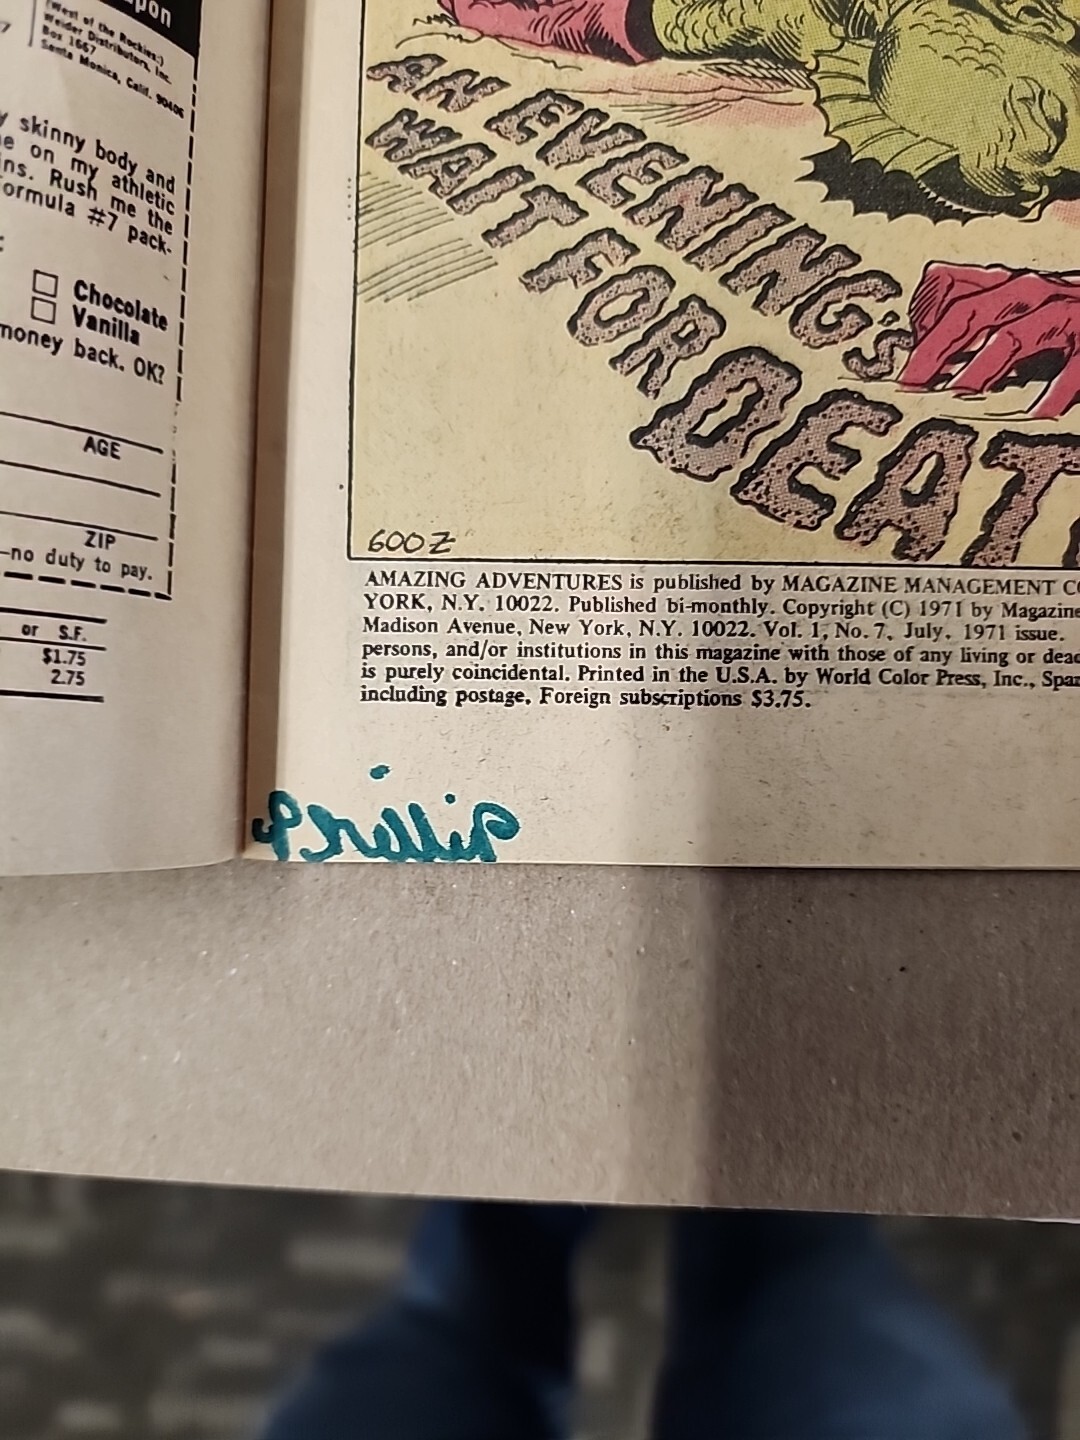 upon
(West of the Rockies:)
Weider Distributors, Inc.
Box 1667
Santa Monica, Calif. 90406
skinny body and
on my athletic
Rush me the
#7 pack.
Chocolate
Vanilla
money back. OK?
AGE
ZIP
—no duty to pay.
or S.F.
$1.75
2.75
AN EVENING'S
WAIT FOR
DEAT
600Z
AMAZING ADVENTURES is published by MAGAZINE MANAGEMENT CO
YORK, N.Y. 10022. Published bi-monthly. Copyright (C) 1971 by Magazine
Madison Avenue, New York, N.Y. 10022. Vol. 1, No. 7, July, 1971 issue.
persons, and/or institutions in this magazine with those of any living or dead
is purely coincidental. Printed in the U.S.A. by World Color Press, Inc., Spar
including postage. Foreign subscriptions $3.75.